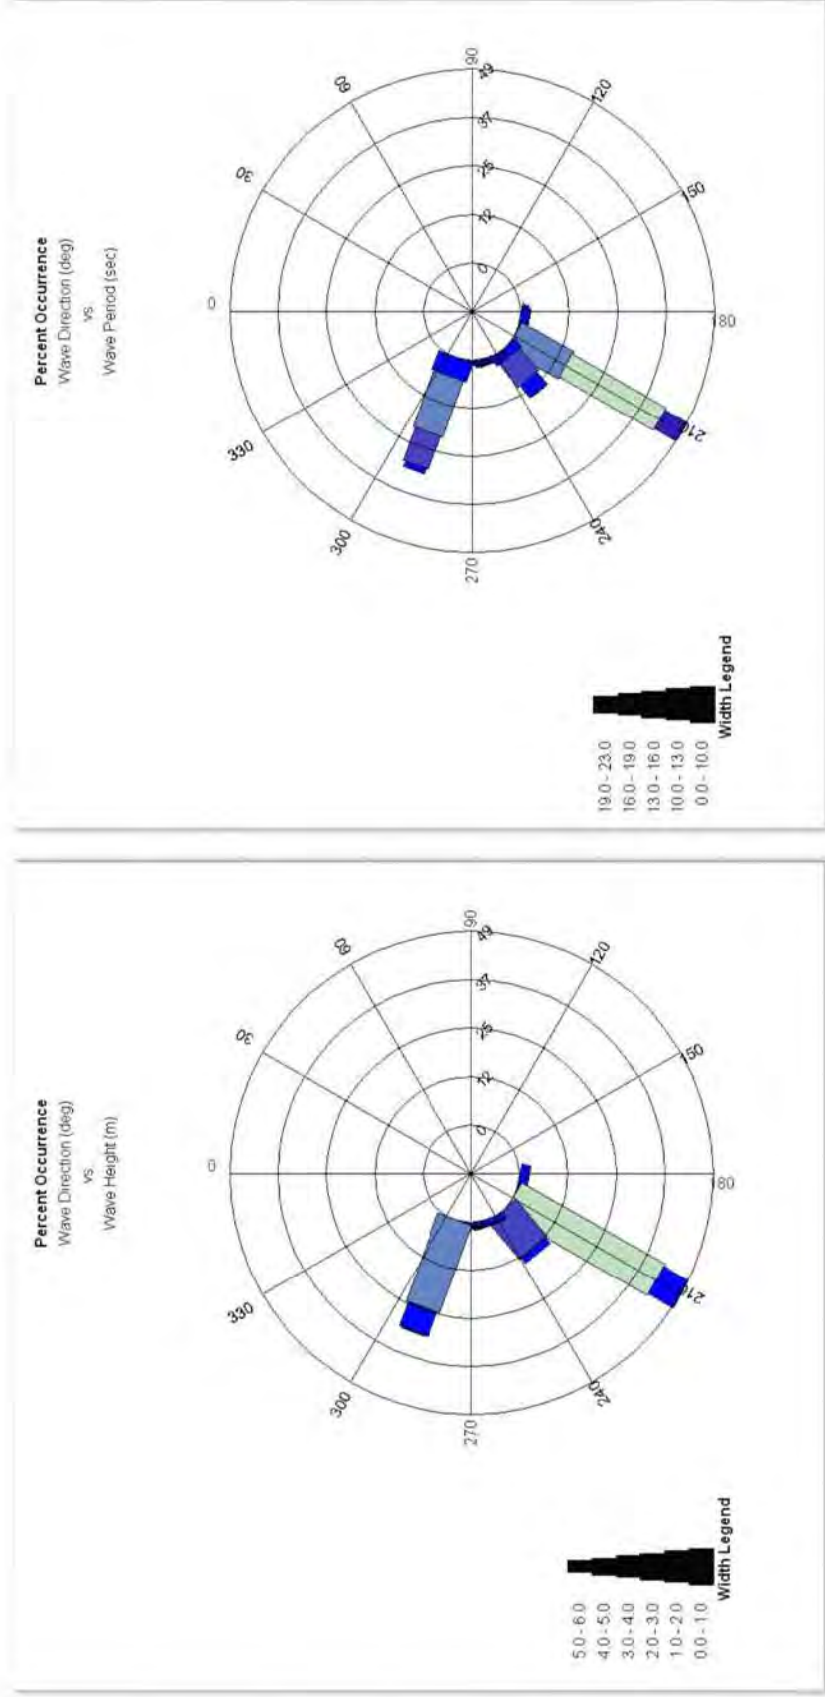 Percent Occurrence
Wave Direction (deg)
vs
Wave Period (sec)
0
30
60
90
120
150
180
210
240
270
300
330
0
12
25
37
49
19.0 - 23.0
16.0 - 19.0
13.0 - 16.0
10.0 - 13.0
0.0 - 10.0
Width Legend
Percent Occurrence
Wave Direction (deg)
vs
Wave Height (m)
0
30
60
90
120
150
180
210
240
270
300
330
0
12
25
37
49
5.0 - 6.0
4.0 - 5.0
3.0 - 4.0
2.0 - 3.0
1.0 - 2.0
0.0 - 1.0
Width Legend